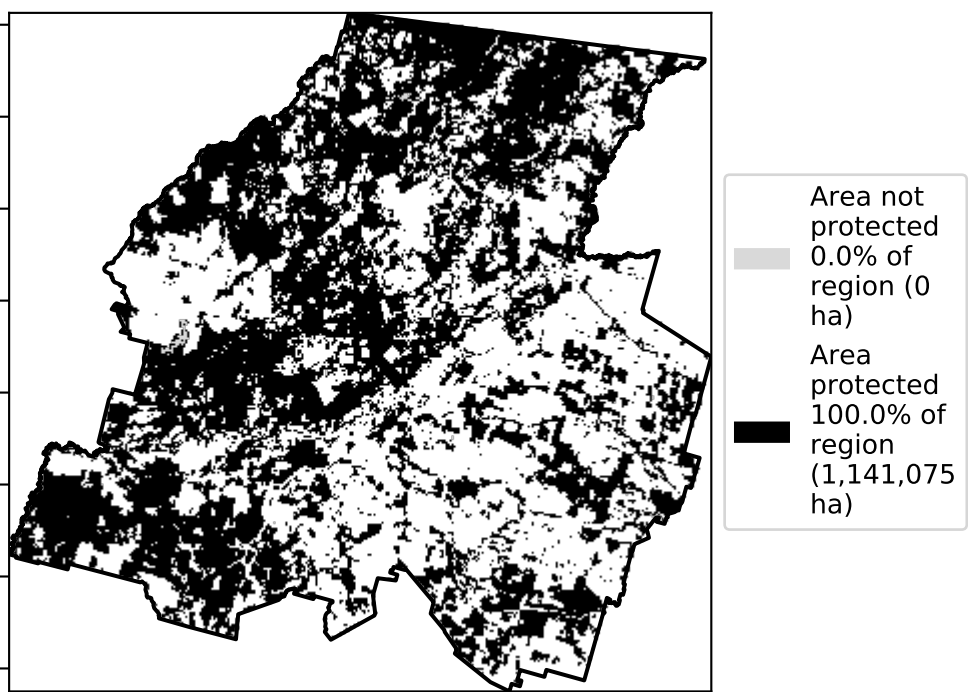 Area not
protected
0.0% of
region (0
ha)
Area
protected
100.0% of
region
(1,141,075
ha)